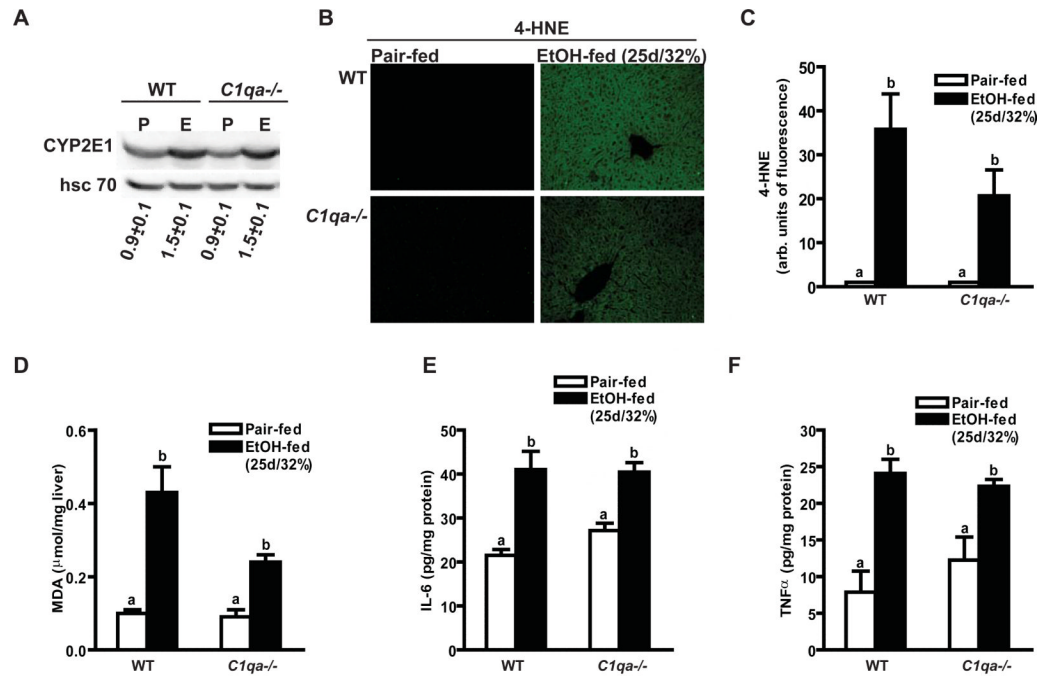 A
WT C1qa-/-
P E P E
CYP2E1
hsc 70
0.9±0.1 1.5±0.1 0.9±0.1 1.5±0.1
B
4-HNE
Pair-fed EtOH-fed (25d/32%)
WT
C1qa-/-
C
Pair-fed
EtOH-fed
(25d/32%)
4-HNE
(arb. units of fluorescence)
50
40
30
20
10
0
a b a b
WT C1qa-/-
D
Pair-fed
EtOH-fed
(25d/32%)
MDA (µmol/mg liver)
0.6
0.4
0.2
0.0
a b a b
WT C1qa-/-
E
Pair-fed
EtOH-fed
(25d/32%)
IL-6 (pg/mg protein)
50
40
30
20
10
0
a b a b
WT C1qa-/-
F
Pair-fed
EtOH-fed
(25d/32%)
TNFα (pg/mg protein)
30
25
20
15
10
5
0
a b a b
WT C1qa-/-